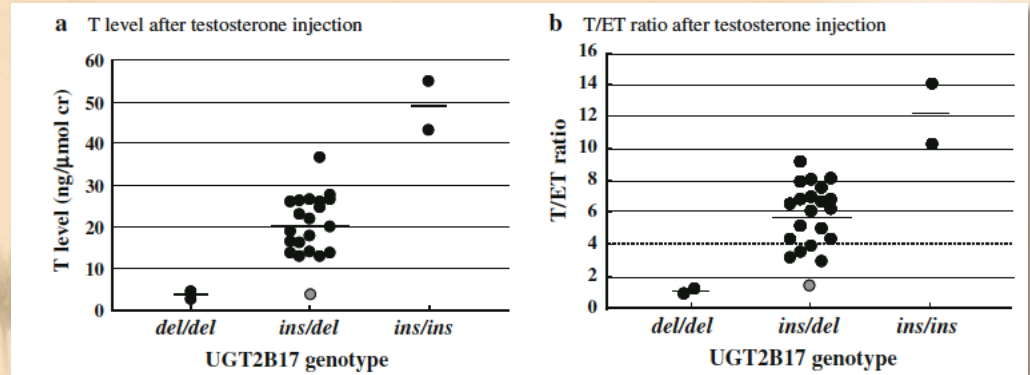 a T level after testosterone injection
60
50
40
30
20
10
0
T level (ng/μmol cr)
del/del ins/del ins/ins
UGT2B17 genotype
b T/ET ratio after testosterone injection
16
14
12
10
8
6
4
2
0
T/ET ratio
del/del ins/del ins/ins
UGT2B17 genotype